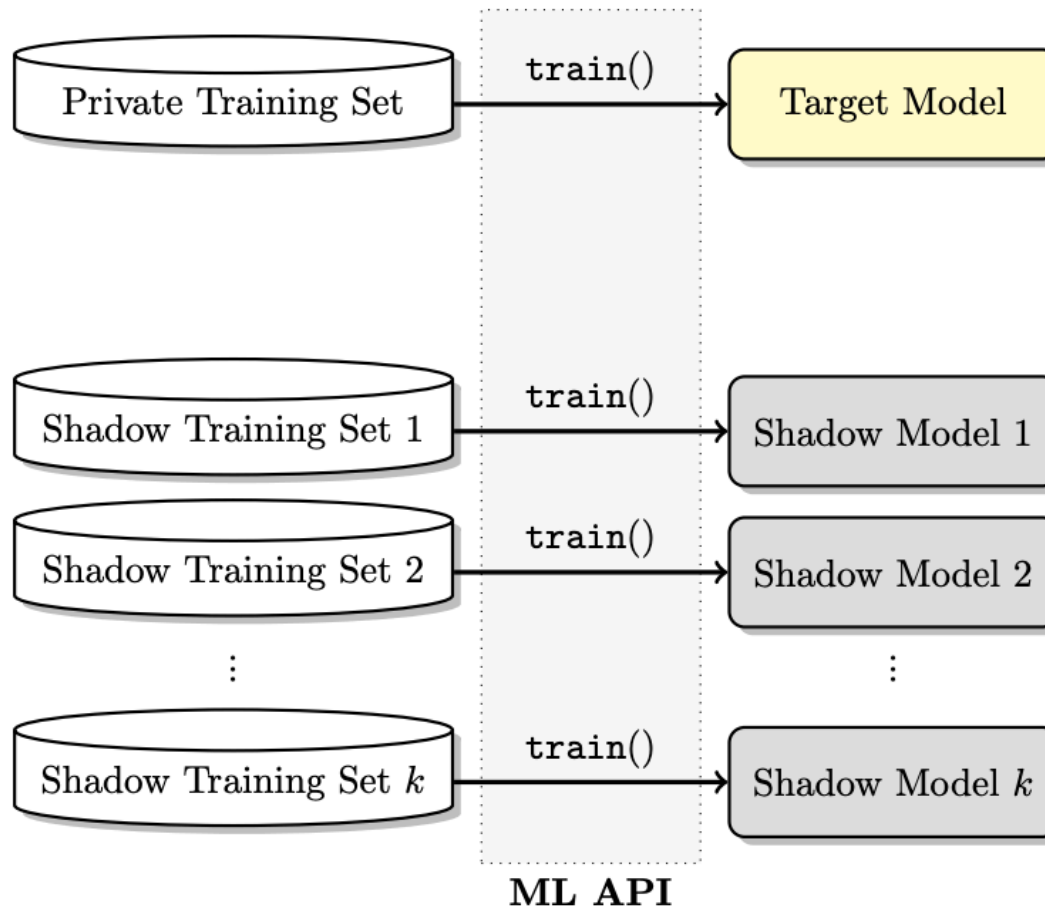 Private Training Set
train()
Target Model
Shadow Training Set 1
train()
Shadow Model 1
Shadow Training Set 2
train()
Shadow Model 2
⋮
⋮
Shadow Training Set k
train()
Shadow Model k
ML API